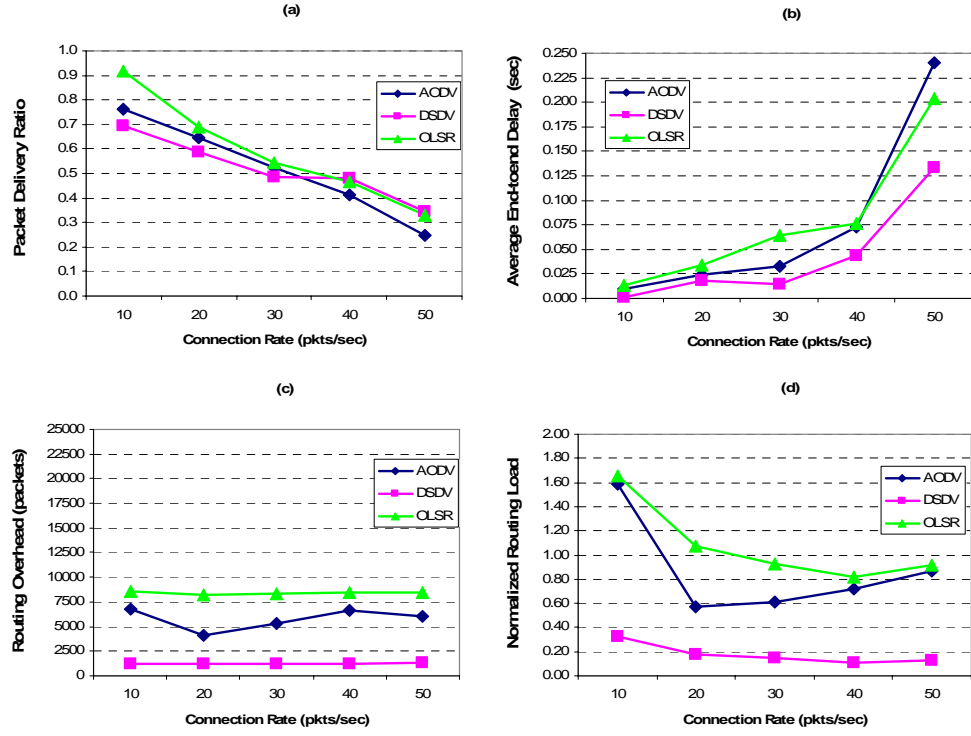 (a)
Packet Delivery Ratio
1.0
0.9
0.8
0.7
0.6
0.5
0.4
0.3
0.2
0.1
0.0
AODV
DSDV
OLSR
10 20 30 40 50
Connection Rate (pkts/sec)
(b)
Average End-toend Delay (sec)
0.250
0.225
0.200
0.175
0.150
0.125
0.100
0.075
0.050
0.025
0.000
AODV
DSDV
OLSR
10 20 30 40 50
Connection Rate (pkts/sec)
(c)
Routing Overhead (packets)
25000
22500
20000
17500
15000
12500
10000
7500
5000
2500
0
AODV
DSDV
OLSR
10 20 30 40 50
Connection Rate (pkts/sec)
(d)
Normalized Routing Load
2.00
1.80
1.60
1.40
1.20
1.00
0.80
0.60
0.40
0.20
0.00
AODV
DSDV
OLSR
10 20 30 40 50
Connection Rate (pkts/sec)